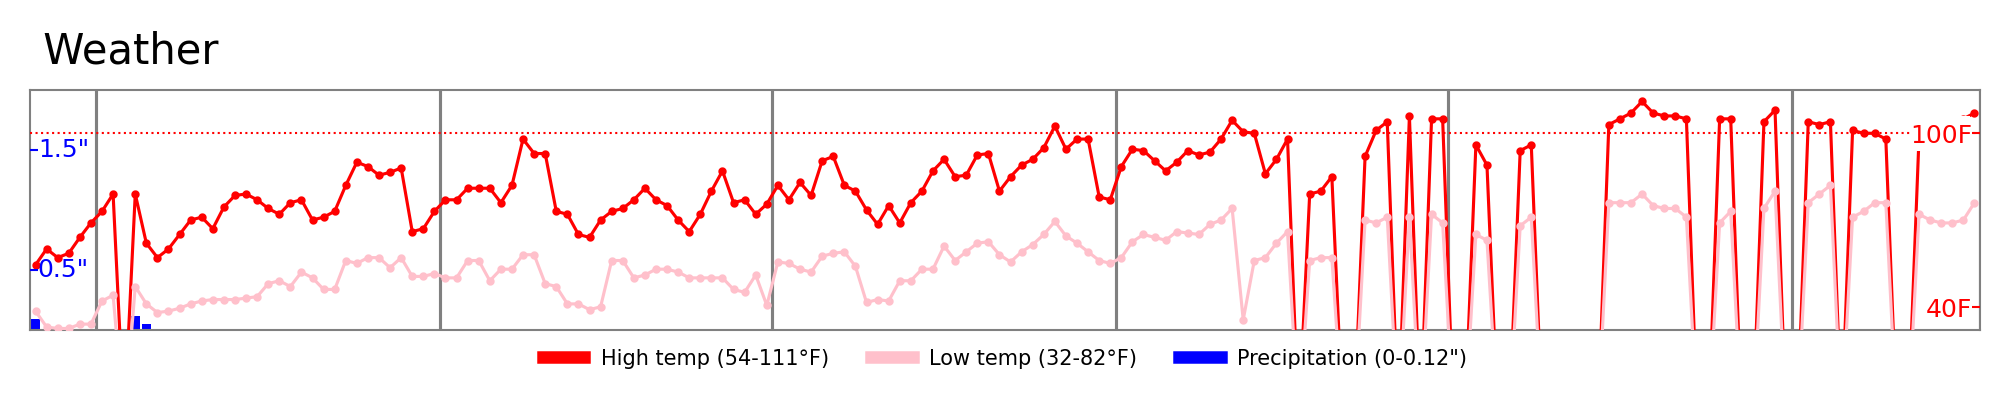 Weather
1.5"
0.5"
100F
40F
High temp (54-111°F)
Low temp (32-82°F)
Precipitation (0-0.12")